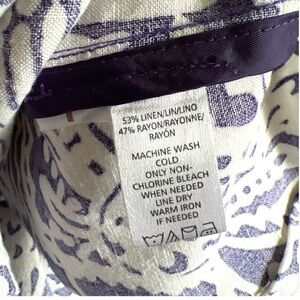 53% LINEN/LIN/LINO
47% RAYON/RAYONNE/
RAYÓN
MACHINE WASH
COLD
ONLY NON-
CHLORINE BLEACH
WHEN NEEDED
LINE DRY
WARM IRON
IF NEEDED